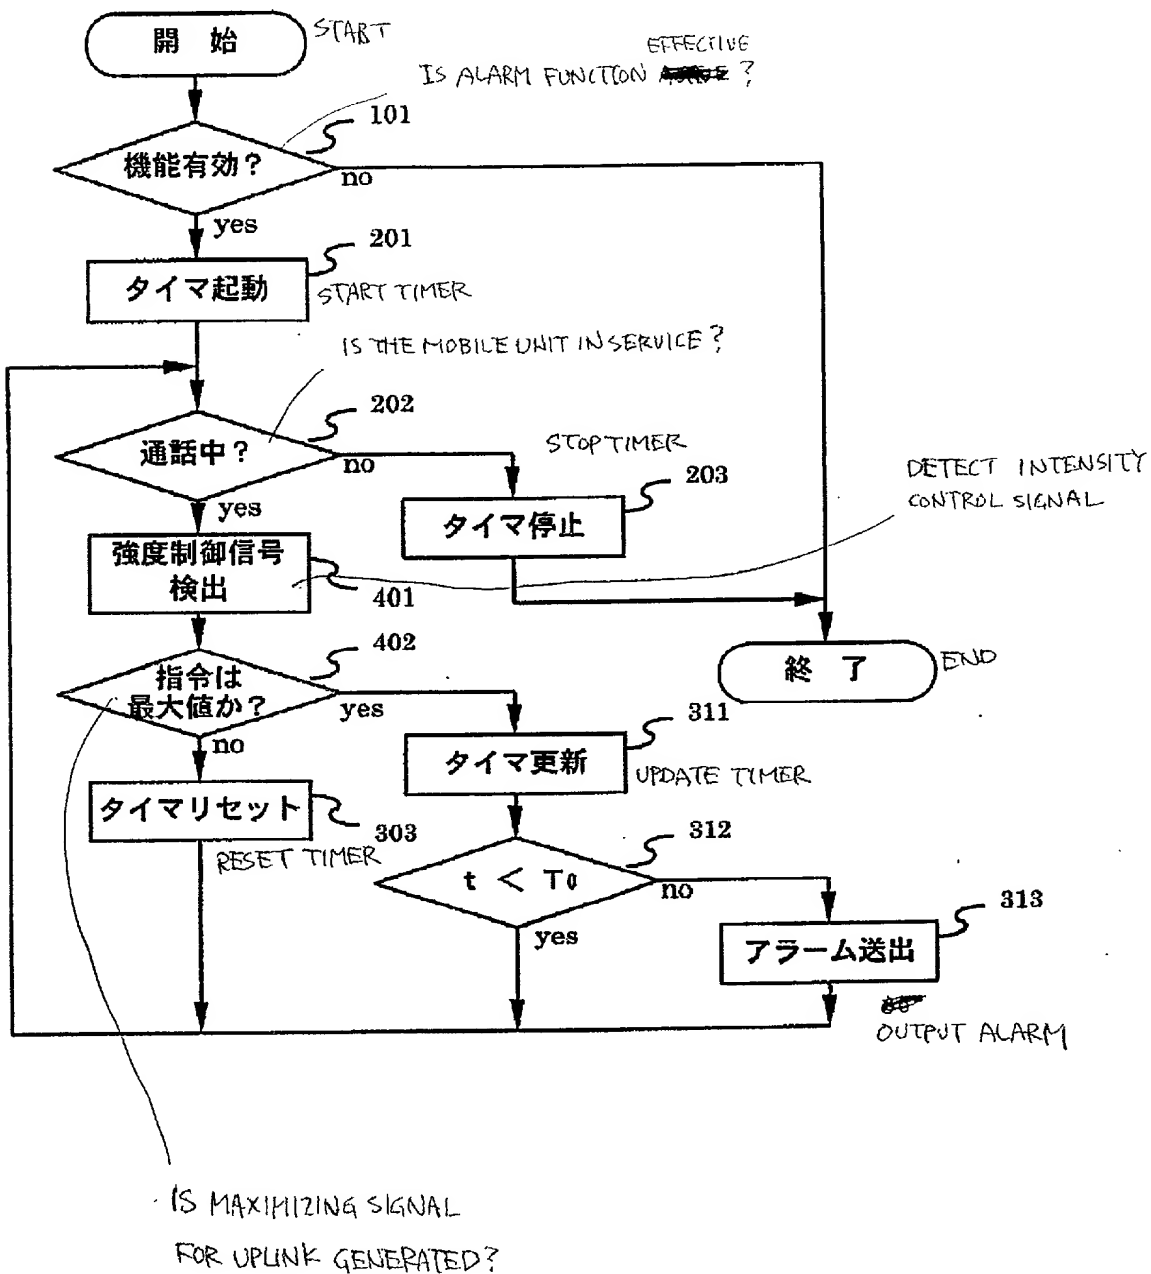 開 始
START
EFFECTIVE
IS ALARM FUNCTION ?
101
機能有効?
no
yes
201
タイマ起動
START TIMER
IS THE MOBILE UNIT IN SERVICE?
202
通話中?
no
yes
STOP TIMER
203
タイマ停止
DETECT INTENSITY
CONTROL SIGNAL
強度制御信号
検出
401
402
指令は
最大値か?
yes
no
終 了
END
311
タイマ更新
UPDATE TIMER
タイマリセット
303
RESET TIMER
312
t < T0
no
yes
313
アラーム送出
OUTPUT ALARM
IS MAXIMIZING SIGNAL
FOR UPLINK GENERATED?